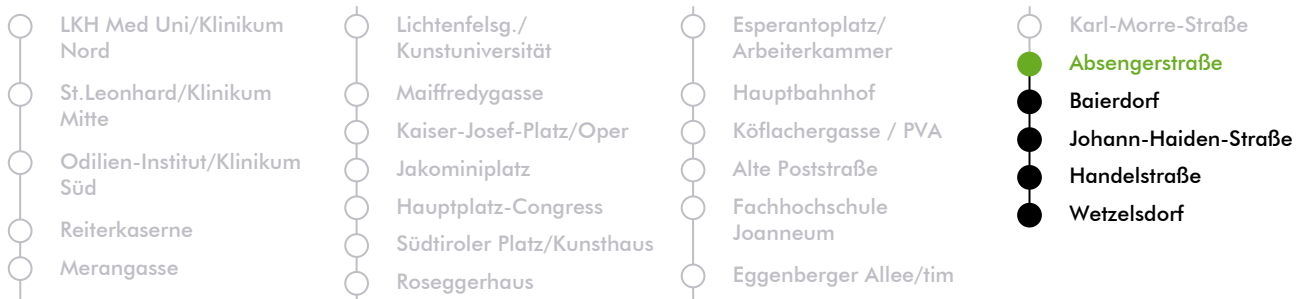 LKH Med Uni/Klinikum
Nord
St.Leonhard/Klinikum
Mitte
Odilien-Institut/Klinikum
Süd
Reiterkaserne
Merangasse
Lichtenfelsg./
Kunstuniversität
Maiffredygasse
Kaiser-Josef-Platz/Oper
Jakominiplatz
Hauptplatz-Congress
Südtiroler Platz/Kunsthaus
Roseggerhaus
Esperantoplatz/
Arbeiterkammer
Hauptbahnhof
Köflachergasse / PVA
Alte Poststraße
Fachhochschule
Joanneum
Eggenberger Allee/tim
Karl-Morre-Straße
Absengerstraße
Baierdorf
Johann-Haiden-Straße
Handelstraße
Wetzelsdorf